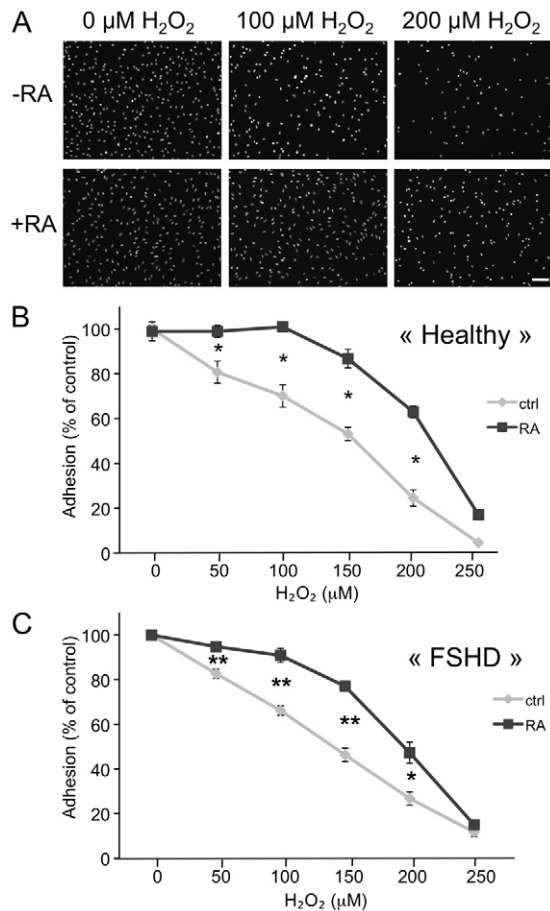 A
0 µM H₂O₂ 100 µM H₂O₂ 200 µM H₂O₂
-RA
+RA
B
« Healthy »
Adhesion (% of control)
100
80
60
40
20
0
* * * *
ctrl
RA
0 50 100 150 200 250
H₂O₂ (µM)
C
« FSHD »
Adhesion (% of control)
100
80
60
40
20
0
** ** ** *
ctrl
RA
0 50 100 150 200 250
H₂O₂ (µM)